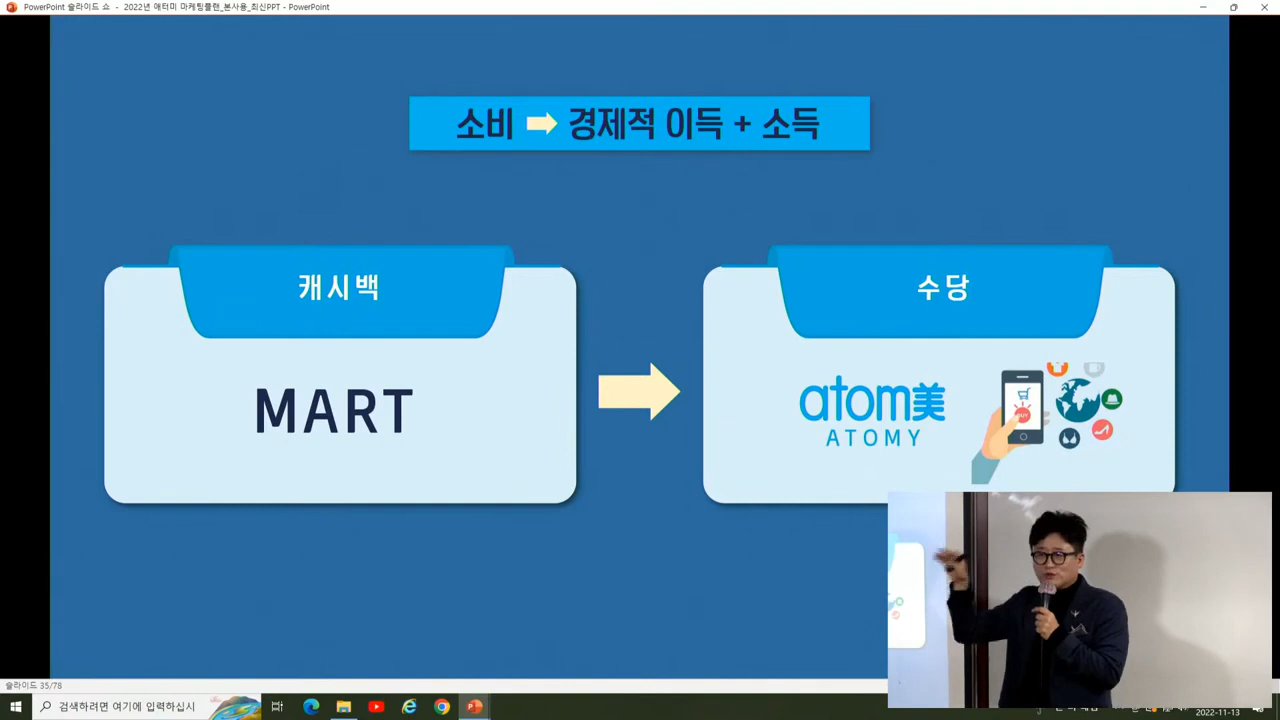 PowerPoint 슬라이드 쇼 - 2022년 애터미 마케팅플랜_본사용_최신PPT - PowerPoint
소비 ➡ 경제적 이득 + 소득
캐시백
수당
MART
atom美
ATOMY
BUY
슬라이드 35/78
검색하려면 여기에 입력하십시
2022-11-13